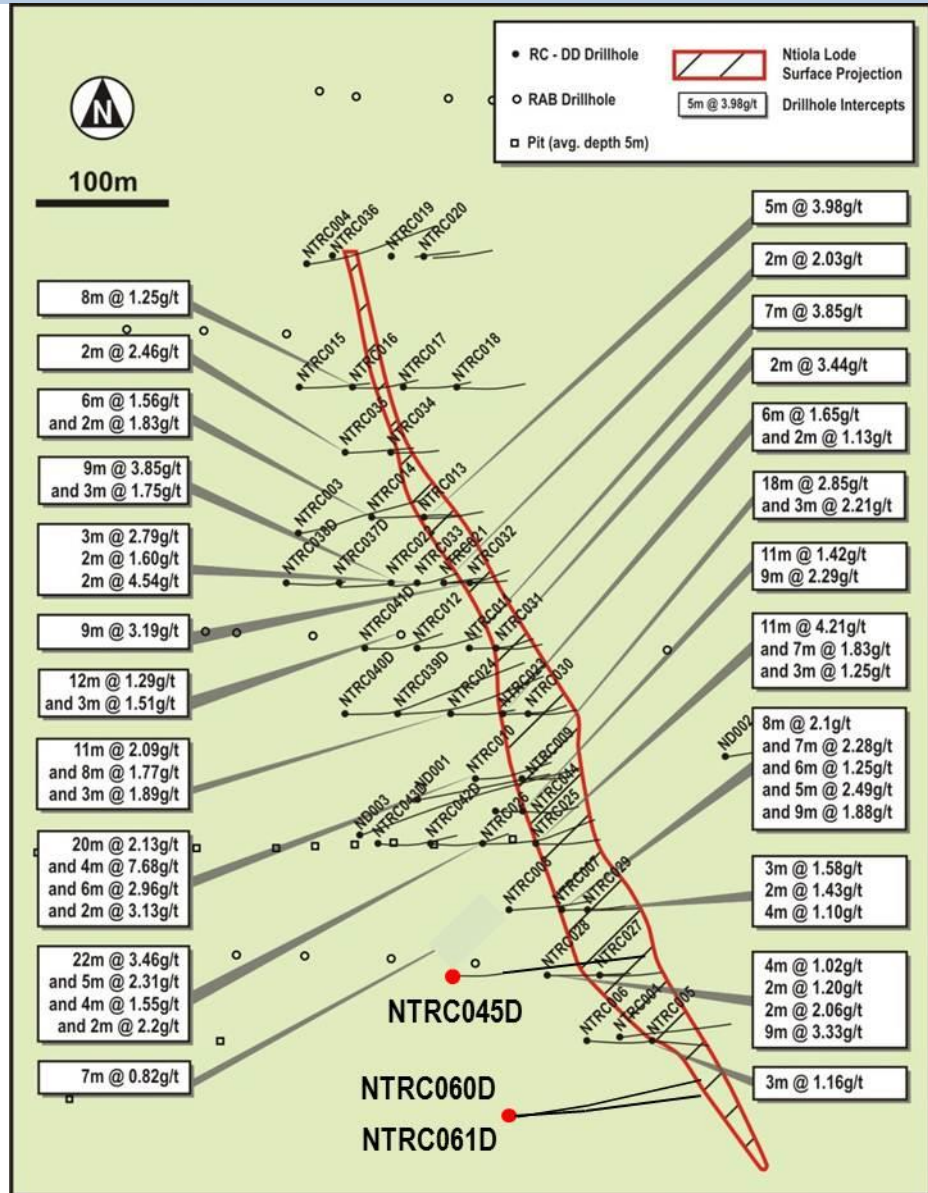 RC - DD Drillhole
RAB Drillhole
Pit (avg. depth 5m)
Ntiola Lode
Surface Projection
5m @ 3.98g/t
Drillhole Intercepts
N
100m
NTRC004
NTRC036
NTRC019
NTRC020
NTRC015
NTRC016
NTRC017
NTRC018
NTRC035
NTRC034
NTRC003
NTRC014
NTRC013
NTRC038D
NTRC037D
NTRC022
NTRC033
NTRC021
NTRC032
NTRC041D
NTRC012
NTRC011
NTRC031
NTRC040D
NTRC039D
NTRC024
NTRC023
NTRC030
NTRC010
NTRC009
ND001
ND002
ND003
NTRC043D
NTRC042D
NTRC026
NTRC044
NTRC025
NTRC007
NTRC029
NTRC028
NTRC027
NTRC006
NTRC005
NTRC045D
NTRC060D
NTRC061D
8m @ 1.25g/t
2m @ 2.46g/t
6m @ 1.56g/t
and 2m @ 1.83g/t
9m @ 3.85g/t
and 3m @ 1.75g/t
3m @ 2.79g/t
2m @ 1.60g/t
2m @ 4.54g/t
9m @ 3.19g/t
12m @ 1.29g/t
and 3m @ 1.51g/t
11m @ 2.09g/t
and 8m @ 1.77g/t
and 3m @ 1.89g/t
20m @ 2.13g/t
and 4m @ 7.68g/t
and 6m @ 2.96g/t
and 2m @ 3.13g/t
22m @ 3.46g/t
and 5m @ 2.31g/t
and 4m @ 1.55g/t
and 2m @ 2.2g/t
7m @ 0.82g/t
5m @ 3.98g/t
2m @ 2.03g/t
7m @ 3.85g/t
2m @ 3.44g/t
6m @ 1.65g/t
and 2m @ 1.13g/t
18m @ 2.85g/t
and 3m @ 2.21g/t
11m @ 1.42g/t
9m @ 2.29g/t
11m @ 4.21g/t
and 7m @ 1.83g/t
and 3m @ 1.25g/t
8m @ 2.1g/t
and 7m @ 2.28g/t
and 6m @ 1.25g/t
and 5m @ 2.49g/t
and 9m @ 1.88g/t
3m @ 1.58g/t
2m @ 1.43g/t
4m @ 1.10g/t
4m @ 1.02g/t
2m @ 1.20g/t
2m @ 2.06g/t
9m @ 3.33g/t
3m @ 1.16g/t